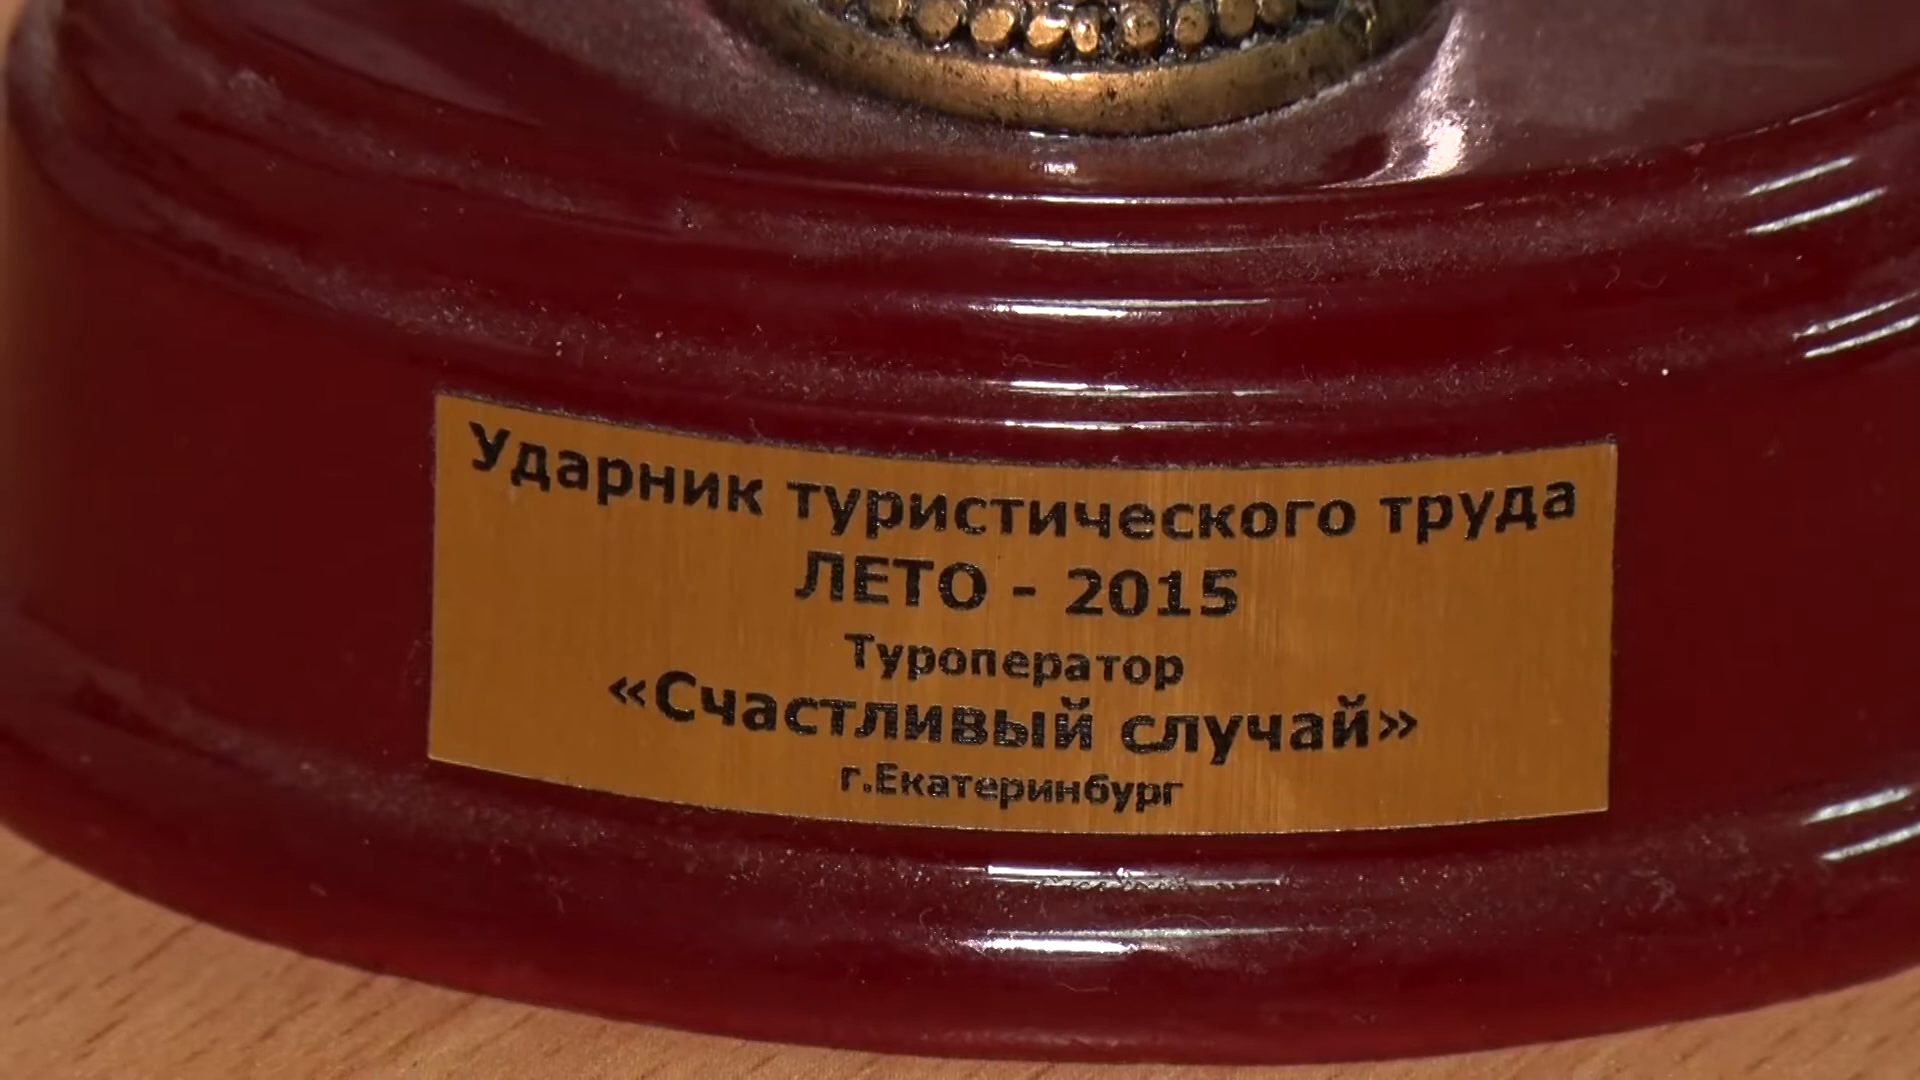 Ударник туристического труда
ЛЕТО - 2015
Туроператор
«Счастливый случай»
г.Екатеринбург